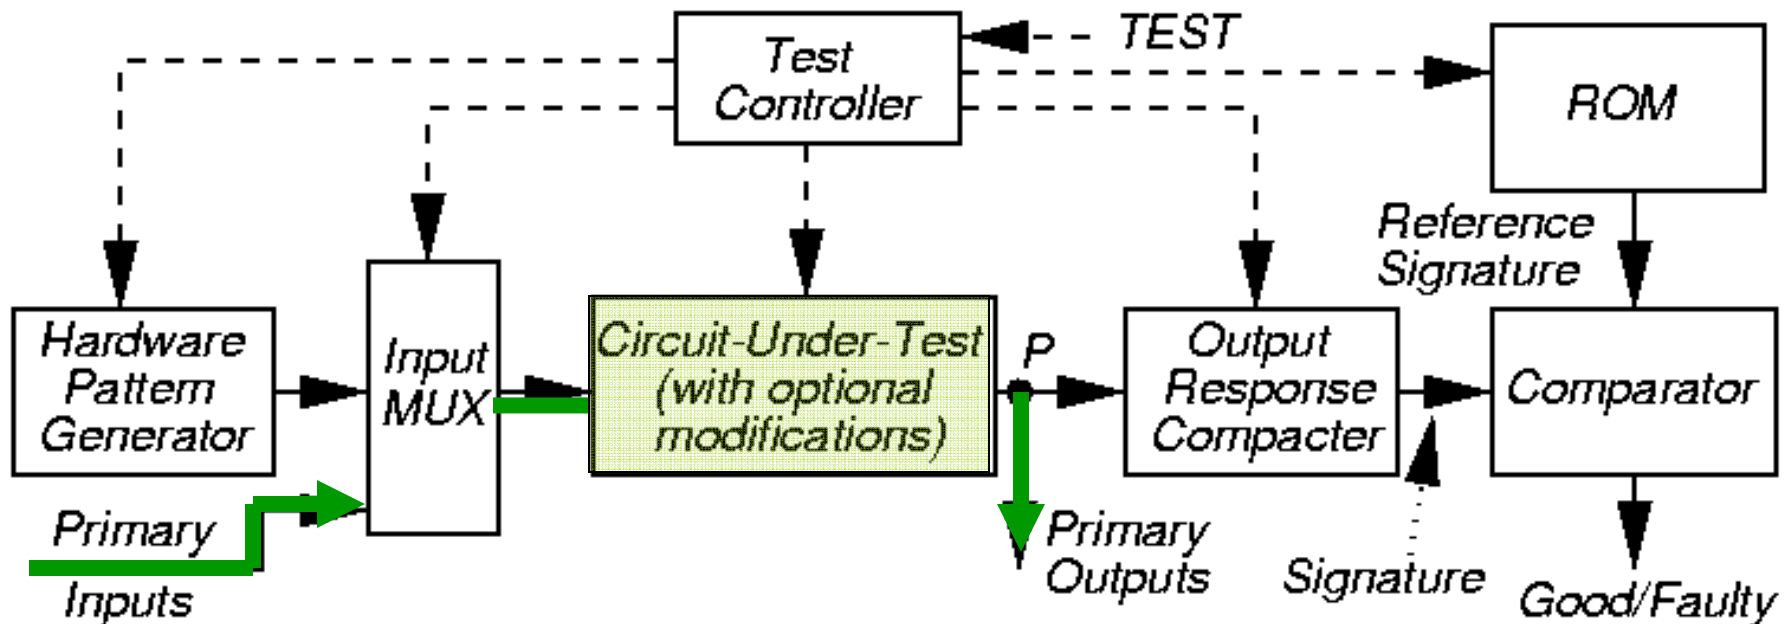 TEST
Test
Controller
ROM
Reference
Signature
Hardware
Pattern
Generator
Input
MUX
Circuit-Under-Test
(with optional
modifications)
P
Output
Response
Compacter
Comparator
Primary
Inputs
Primary
Outputs
Signature
Good/Faulty